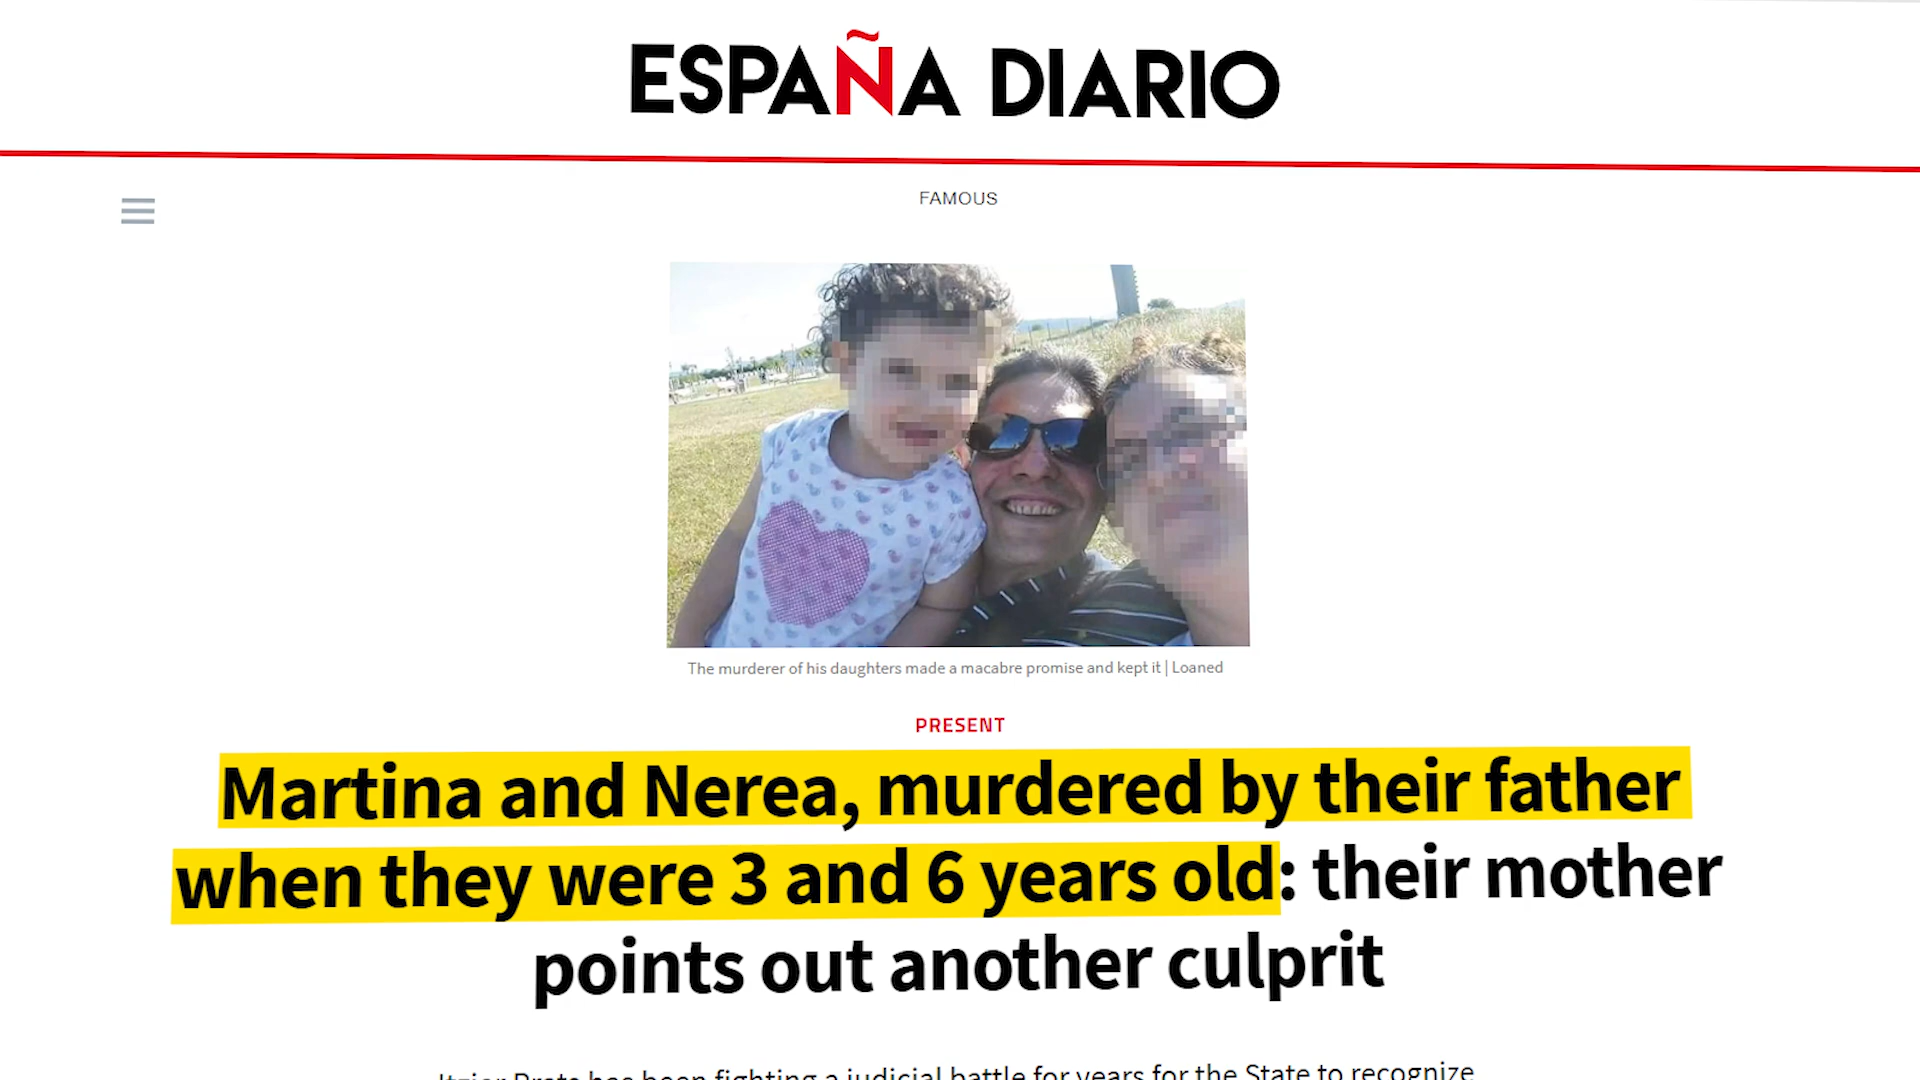 ESPAÑA DIARIO
FAMOUS
The murderer of his daughters made a macabre promise and kept it | Loaned
PRESENT
Martina and Nerea, murdered by their father
when they were 3 and 6 years old: their mother
points out another culprit
Itziar Prats has been fighting a judicial battle for years for the State to recognize